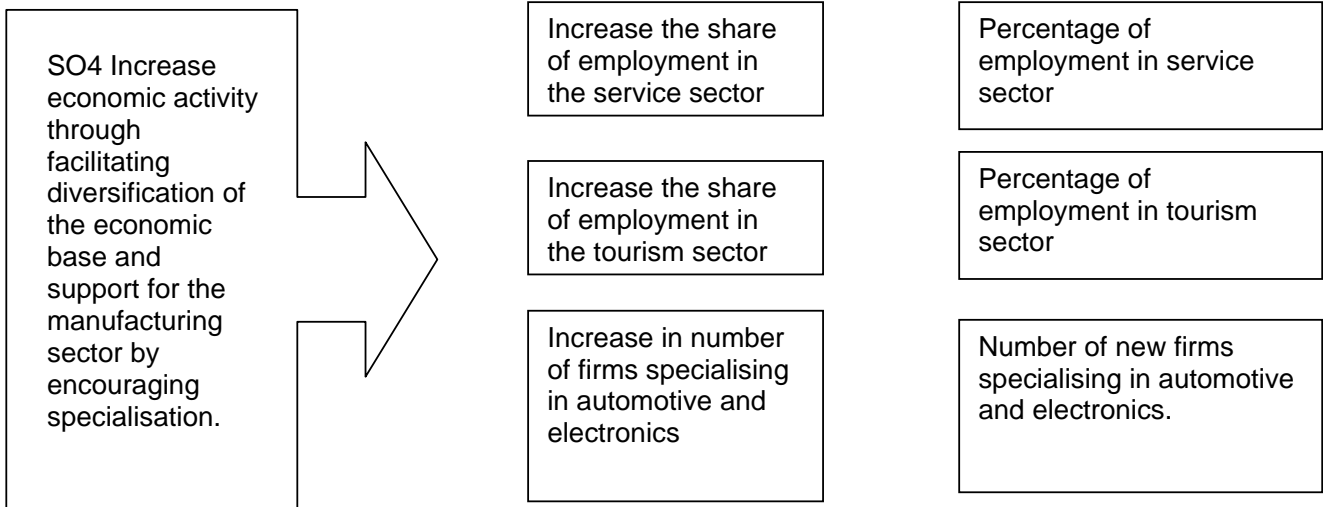 SO4 Increase
economic activity
through
facilitating
diversification of
the economic
base and
support for the
manufacturing
sector by
encouraging
specialisation.
Increase the share
of employment in
the service sector
Percentage of
employment in service
sector
Increase the share
of employment in
the tourism sector
Percentage of
employment in tourism
sector
Increase in number
of firms specialising
in automotive and
electronics
Number of new firms
specialising in automotive
and electronics.